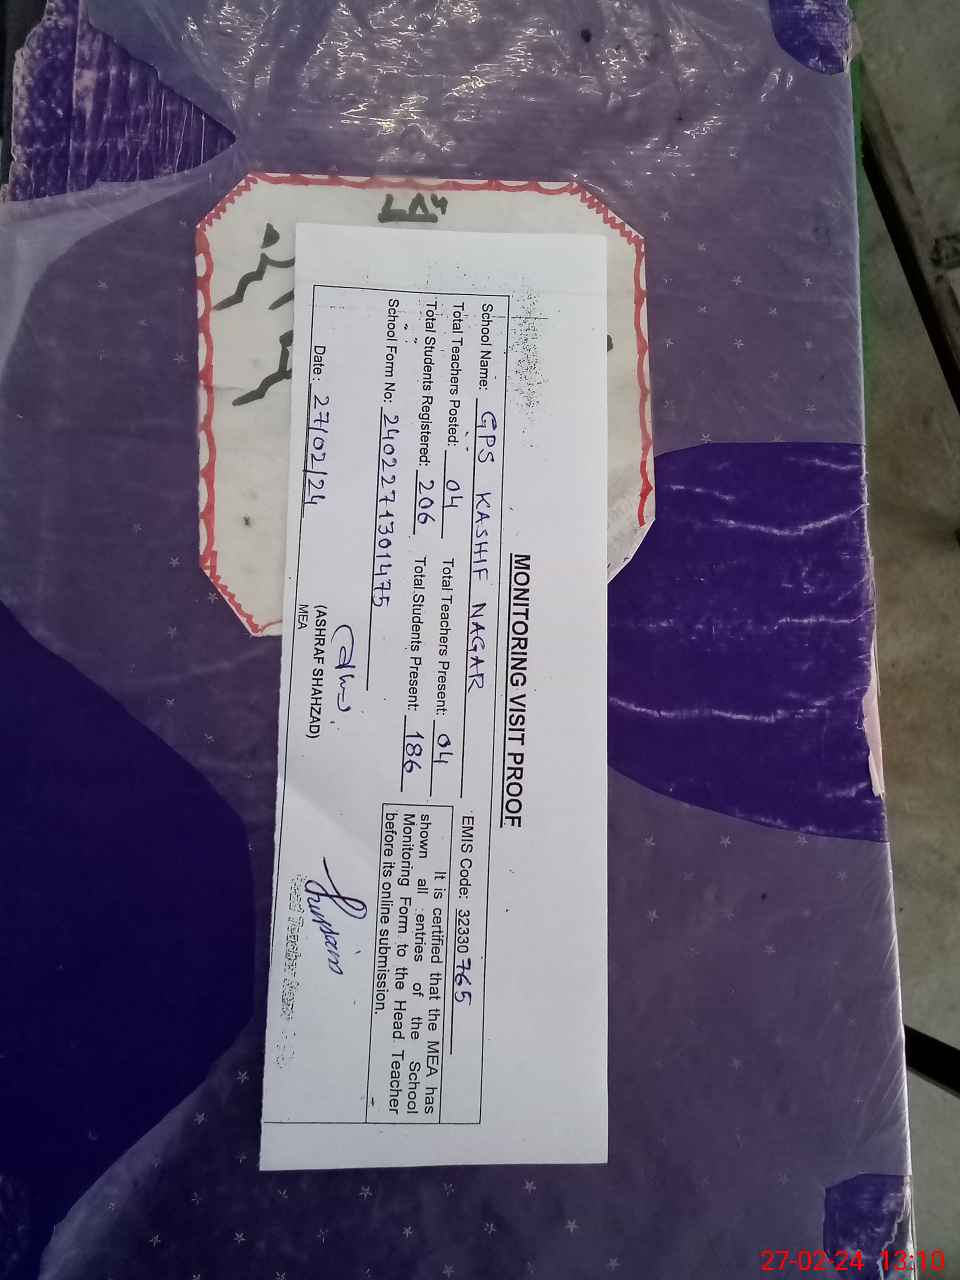 MONITORING VISIT PROOF
School Name: GPS KASHIF NAGAR EMIS Code: 32330765
Total Teachers Posted: 04 Total Teachers Present: 04
Total Students Registered: 206 Total Students Present: 186
School Form No: 2402271301475
It is certified that the MEA has
shown all entries of the School
Monitoring Form to the Head Teacher
before its online submission.
Date: 27/02/24
(ASHRAF SHAHZAD)
MEA
Head Teacher
27-02-24 13:10